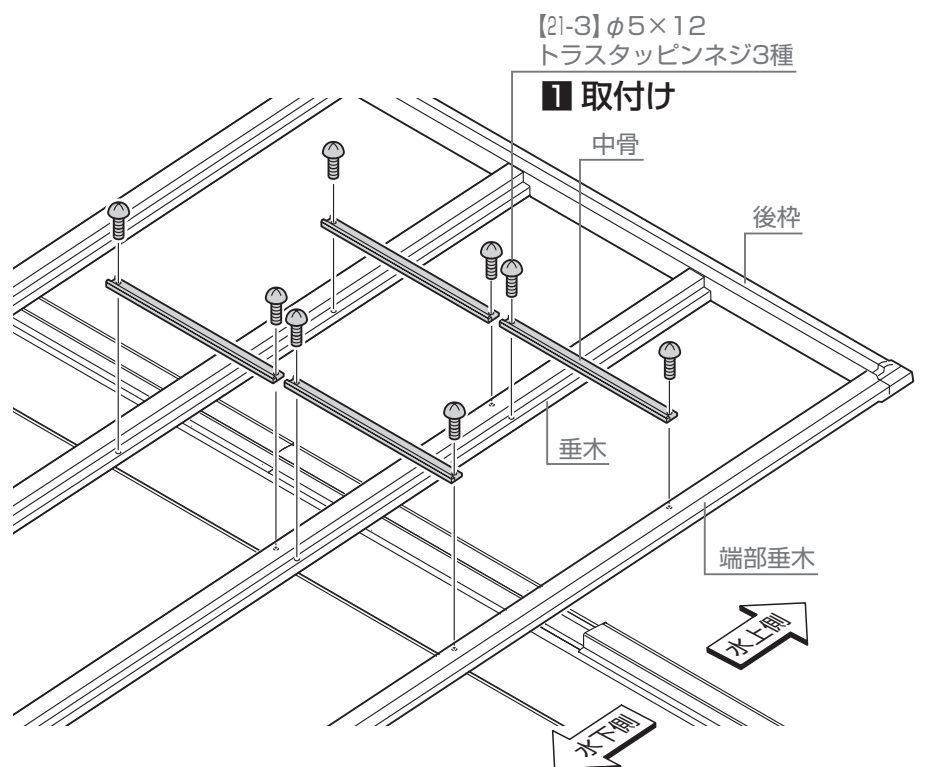 【21-3】φ5×12
トラスタッピンネジ3種
1 取付け
中骨
後枠
垂木
端部垂木
水上側
水下側